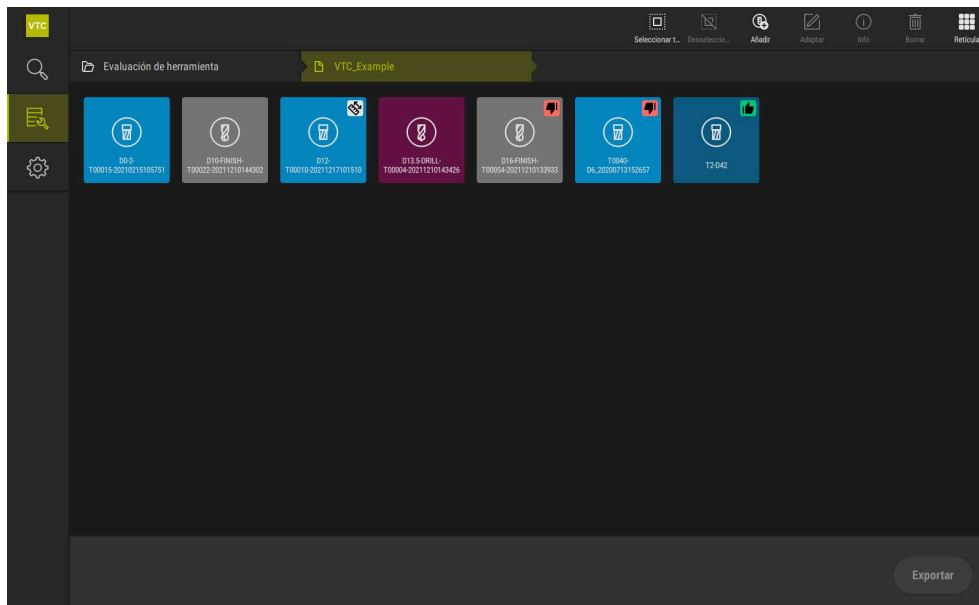 VTC
Seleccionar t...
Desseleccio...
Añadir
Adaptar
Info
Borrar
Retícula
Evaluación de herramienta
VTC_Example
D0-2-
T00015-20210215105751
D10-FINISH-
T00022-20211210144302
D12-
T00010-20211217101510
D13.5-DRILL-
T00004-20211210143426
D16-FINISH-
T00054-20211210133933
T0040-
D6_20200713152657
T2-D42
Exportar